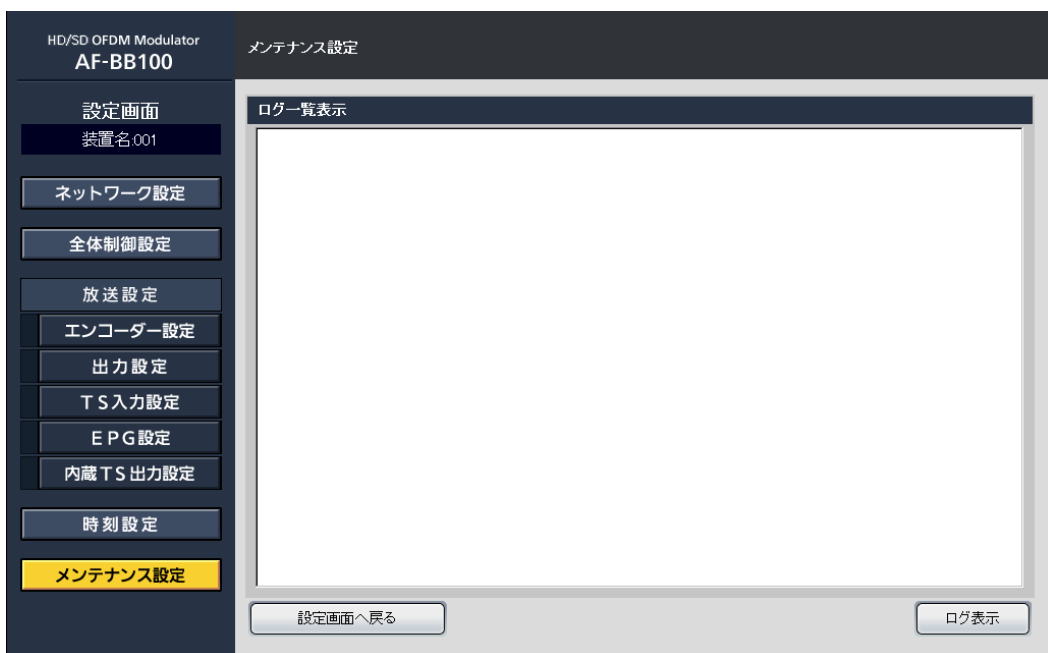 HD/SD OFDM Modulator
AF-BB100
メンテナンス設定
設定画面
装置名:001
ネットワーク設定
全体制御設定
放送設定
エンコーダー設定
出力設定
TS入力設定
EPG設定
内蔵TS出力設定
時刻設定
メンテナンス設定
ログ一覧表示
設定画面へ戻る
ログ表示